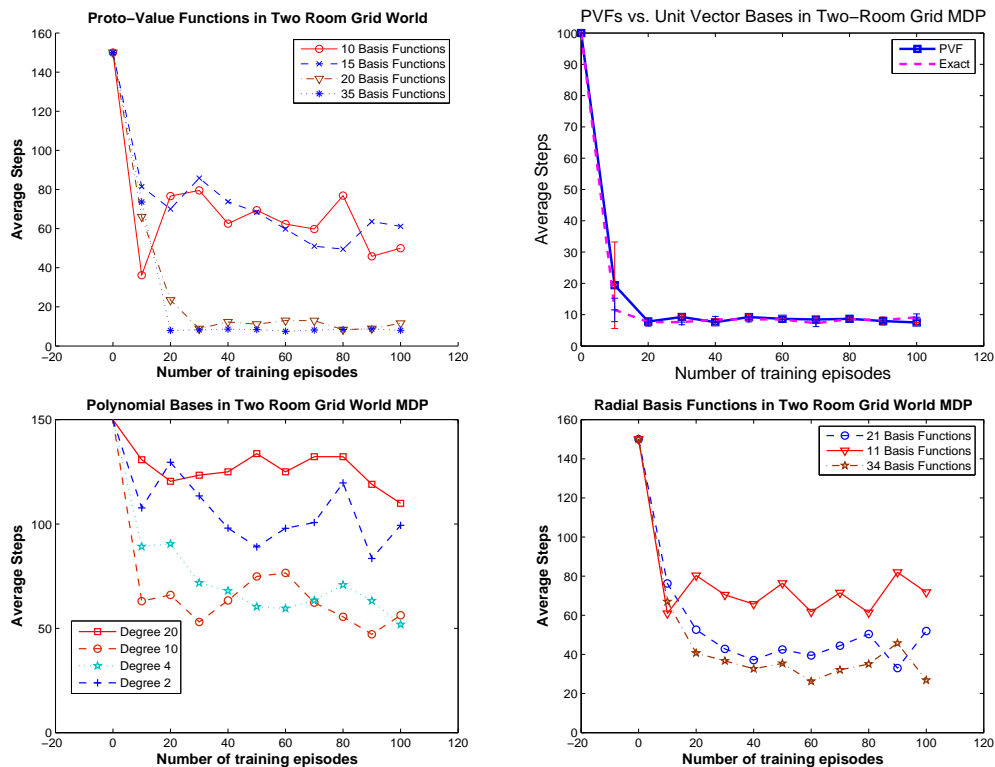 Proto−Value Functions in Two Room Grid World
160
140
120
100
80
60
40
20
0
−20
0
20
40
60
80
100
120
Average Steps
Number of training episodes
10 Basis Functions
15 Basis Functions
20 Basis Functions
35 Basis Functions
PVFs vs. Unit Vector Bases in Two−Room Grid MDP
100
90
80
70
60
50
40
30
20
10
0
0
20
40
60
80
100
120
Average Steps
Number of training episodes
PVF
Exact
Polynomial Bases in Two Room Grid World MDP
150
100
50
0
−20
0
20
40
60
80
100
120
Average Steps
Number of training episodes
Degree 20
Degree 10
Degree 4
Degree 2
Radial Basis Functions in Two Room Grid World MDP
160
140
120
100
80
60
40
20
0
−20
0
20
40
60
80
100
120
Average Steps
Number of training episodes
21 Basis Functions
11 Basis Functions
34 Basis Functions